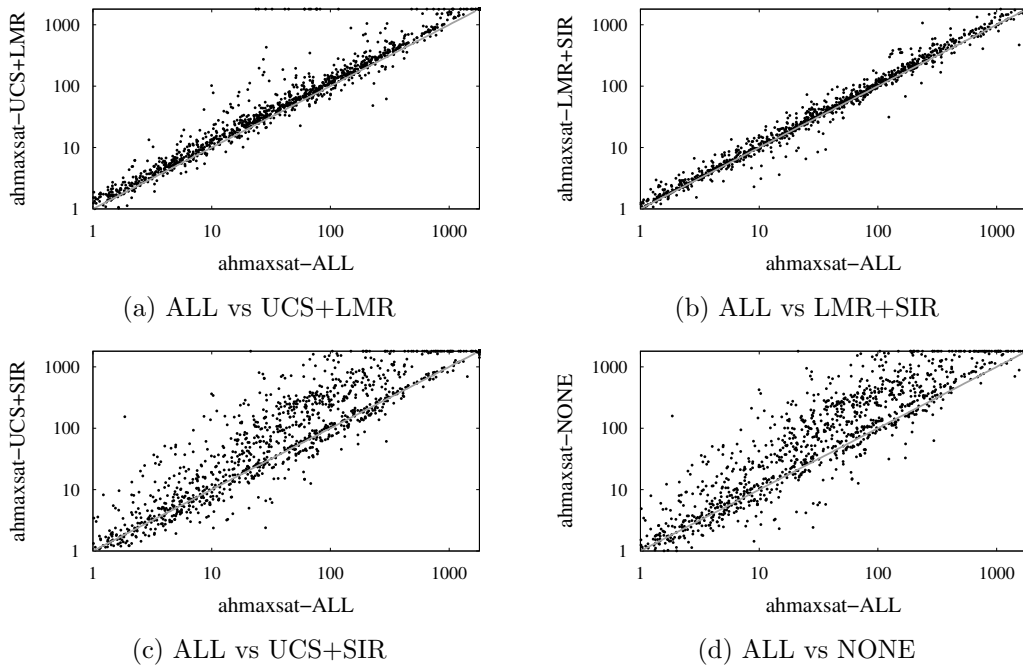 ahmaxsat−UCS+LMR
1000
100
10
1
1 10 100 1000
ahmaxsat−ALL
(a) ALL vs UCS+LMR
ahmaxsat−LMR+SIR
1000
100
10
1
1 10 100 1000
ahmaxsat−ALL
(b) ALL vs LMR+SIR
ahmaxsat−UCS+SIR
1000
100
10
1
1 10 100 1000
ahmaxsat−ALL
(c) ALL vs UCS+SIR
ahmaxsat−NONE
1000
100
10
1
1 10 100 1000
ahmaxsat−ALL
(d) ALL vs NONE